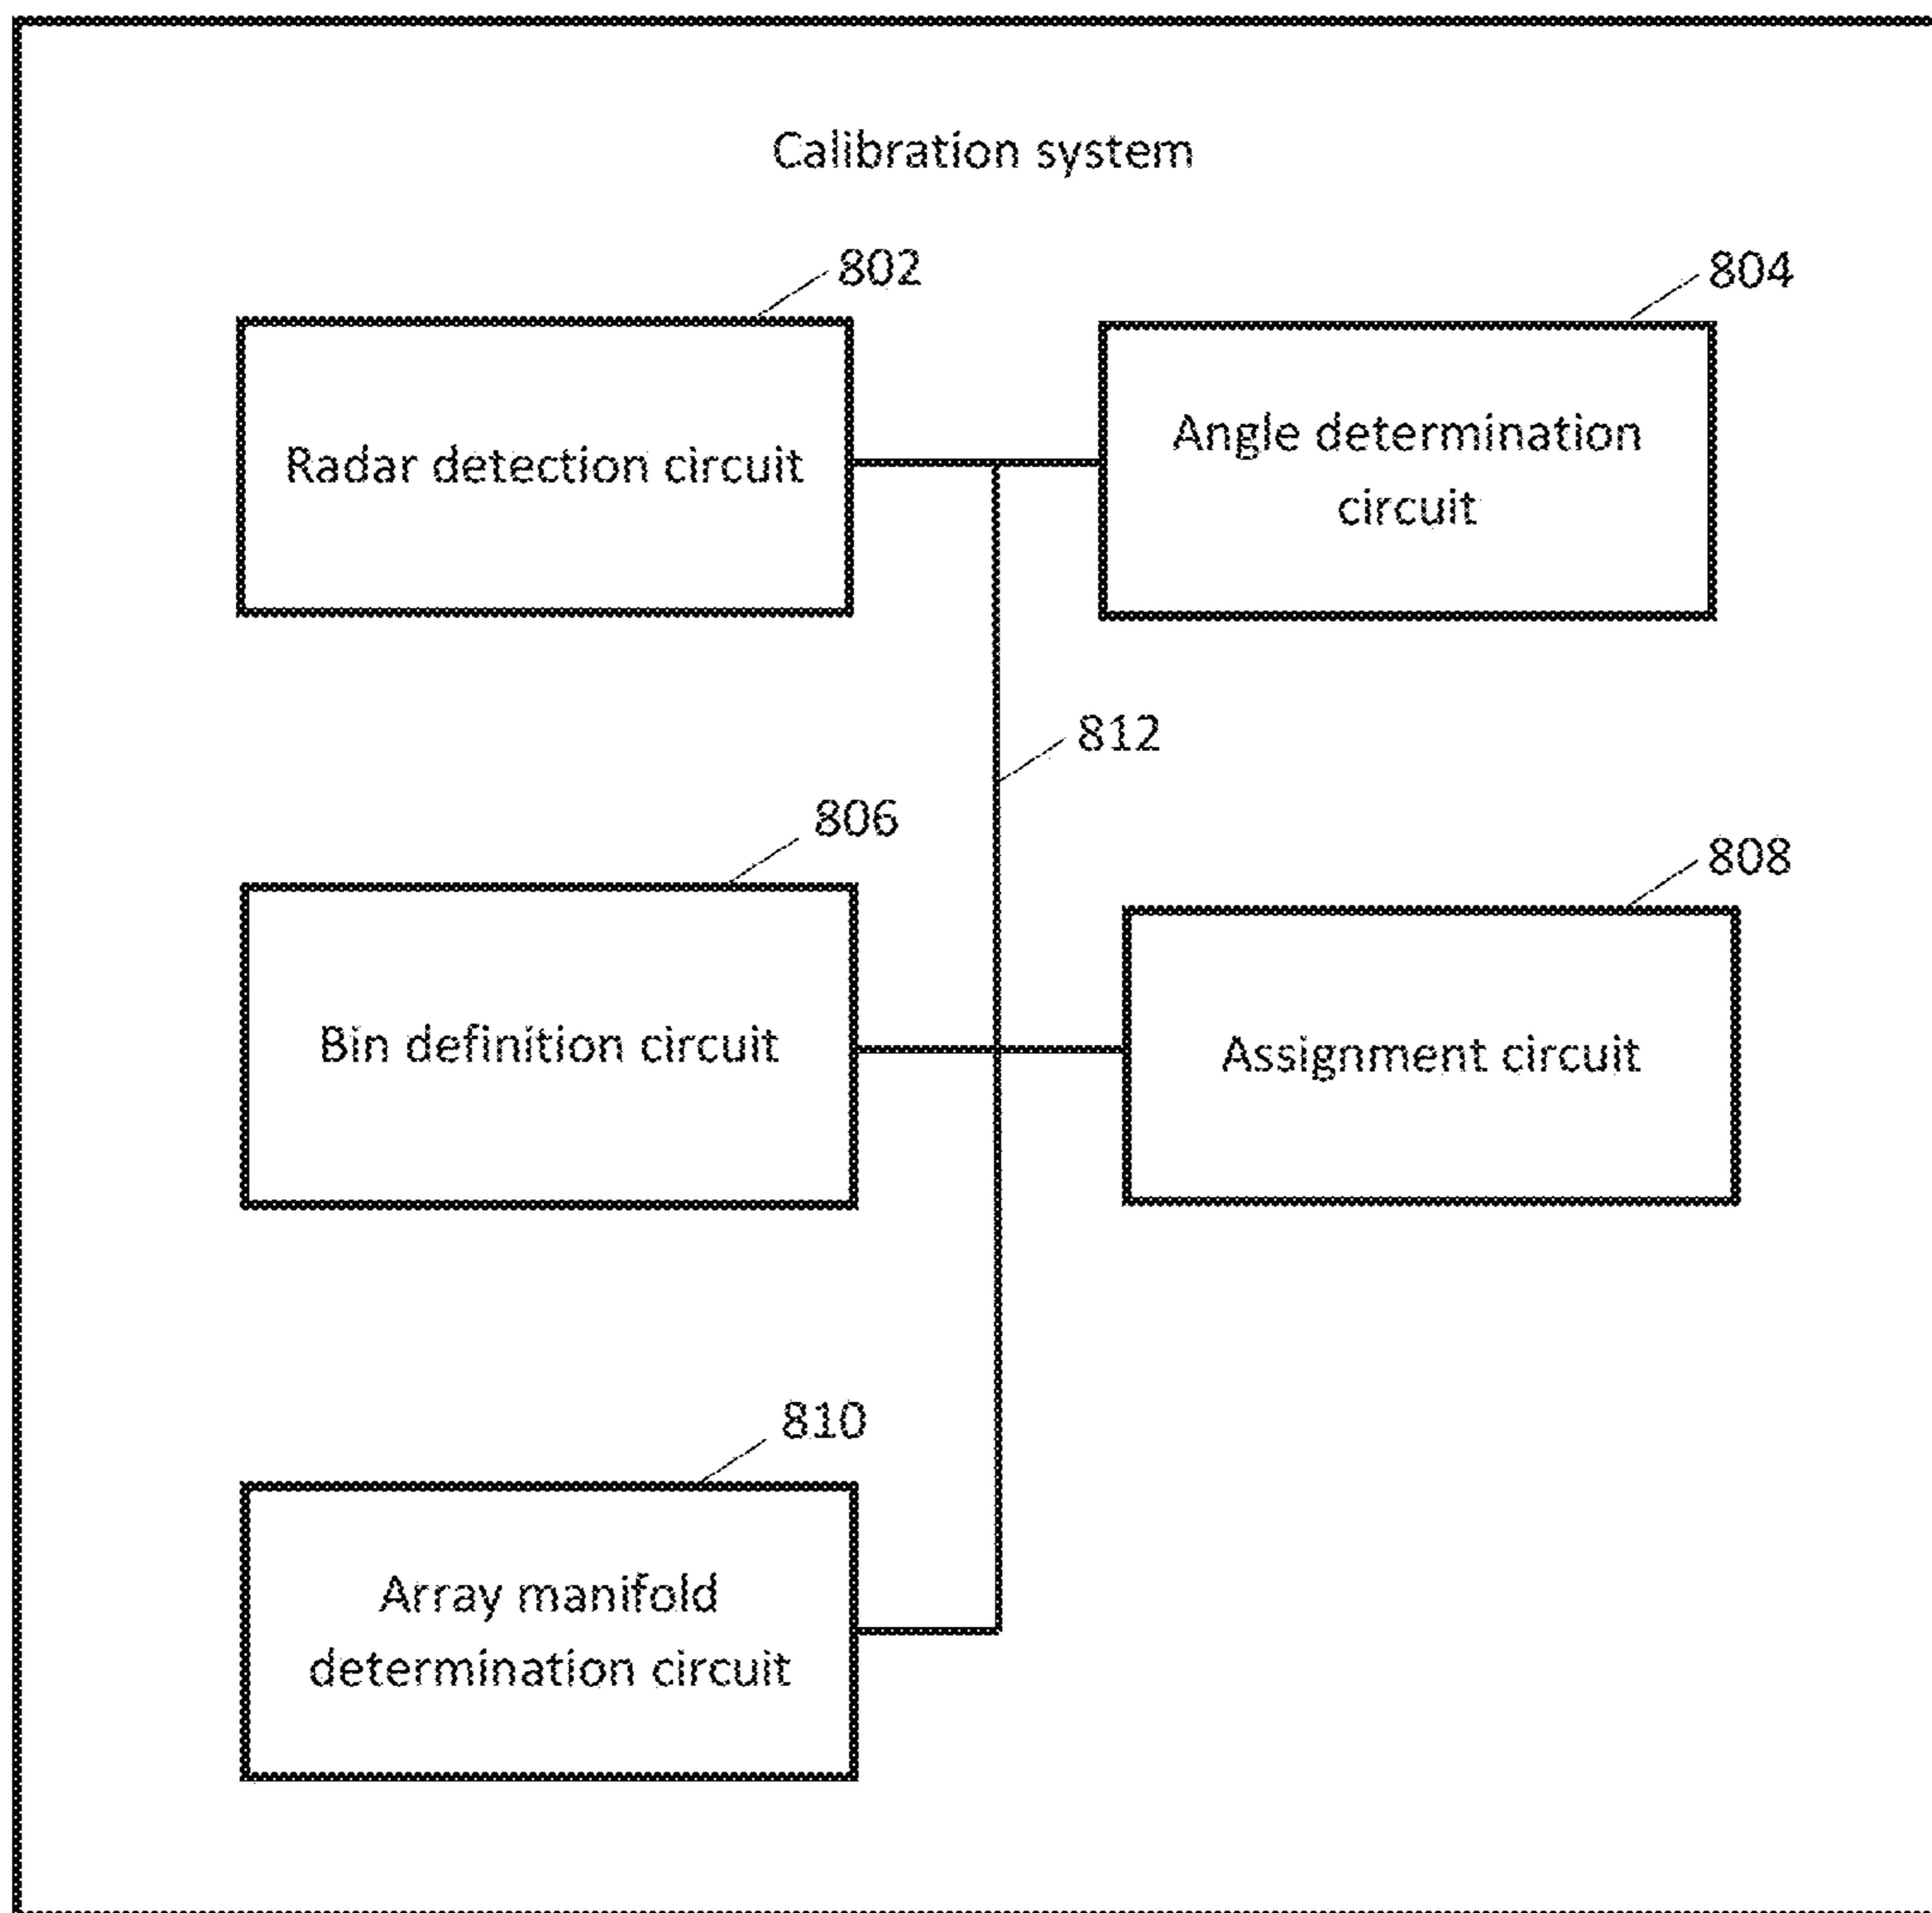 Calibration system
802
804
Radar detection circuit
Angle determination
circuit
812
806
808
Bin definition circuit
Assignment circuit
810
Array manifold
determination circuit